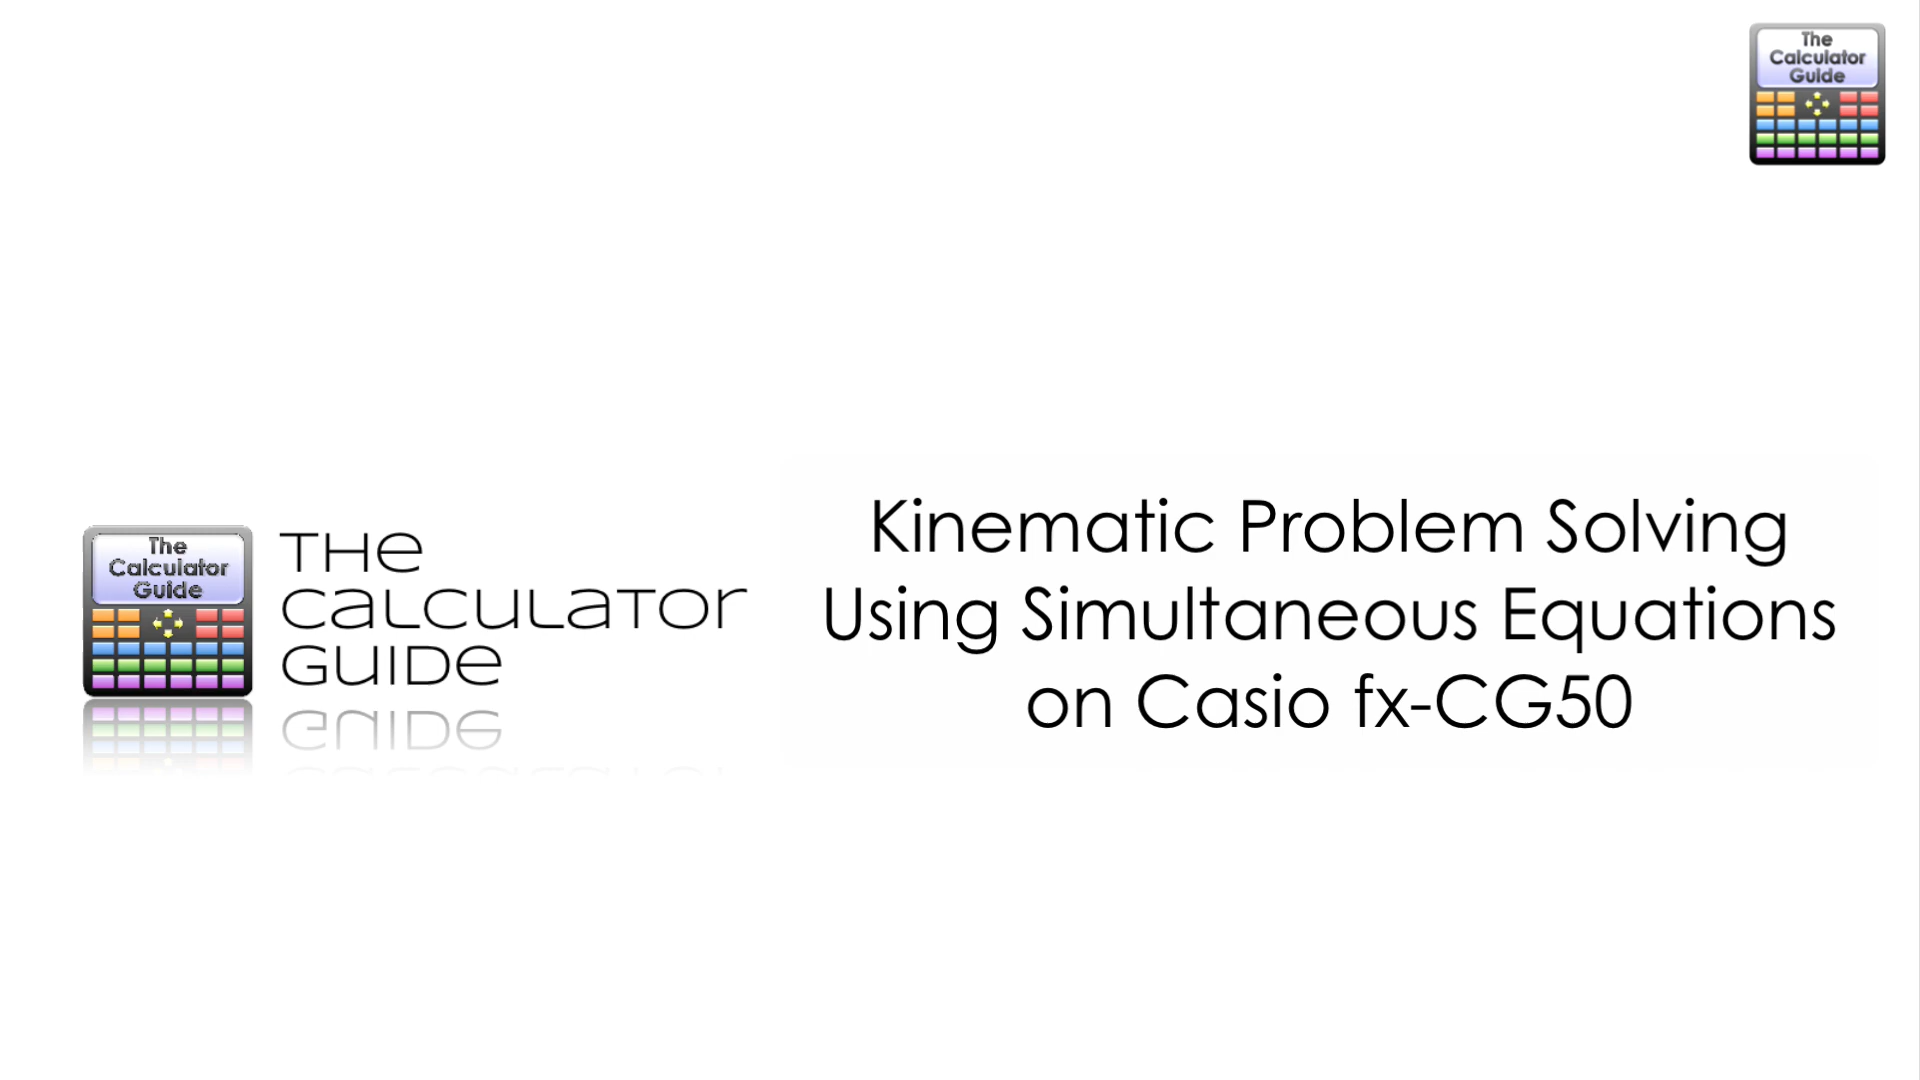 The
Calculator
Guide
The
Calculator
Guide
THe
CaLCULaTOr
GUIDe
Kinematic Problem Solving
Using Simultaneous Equations
on Casio fx-CG50